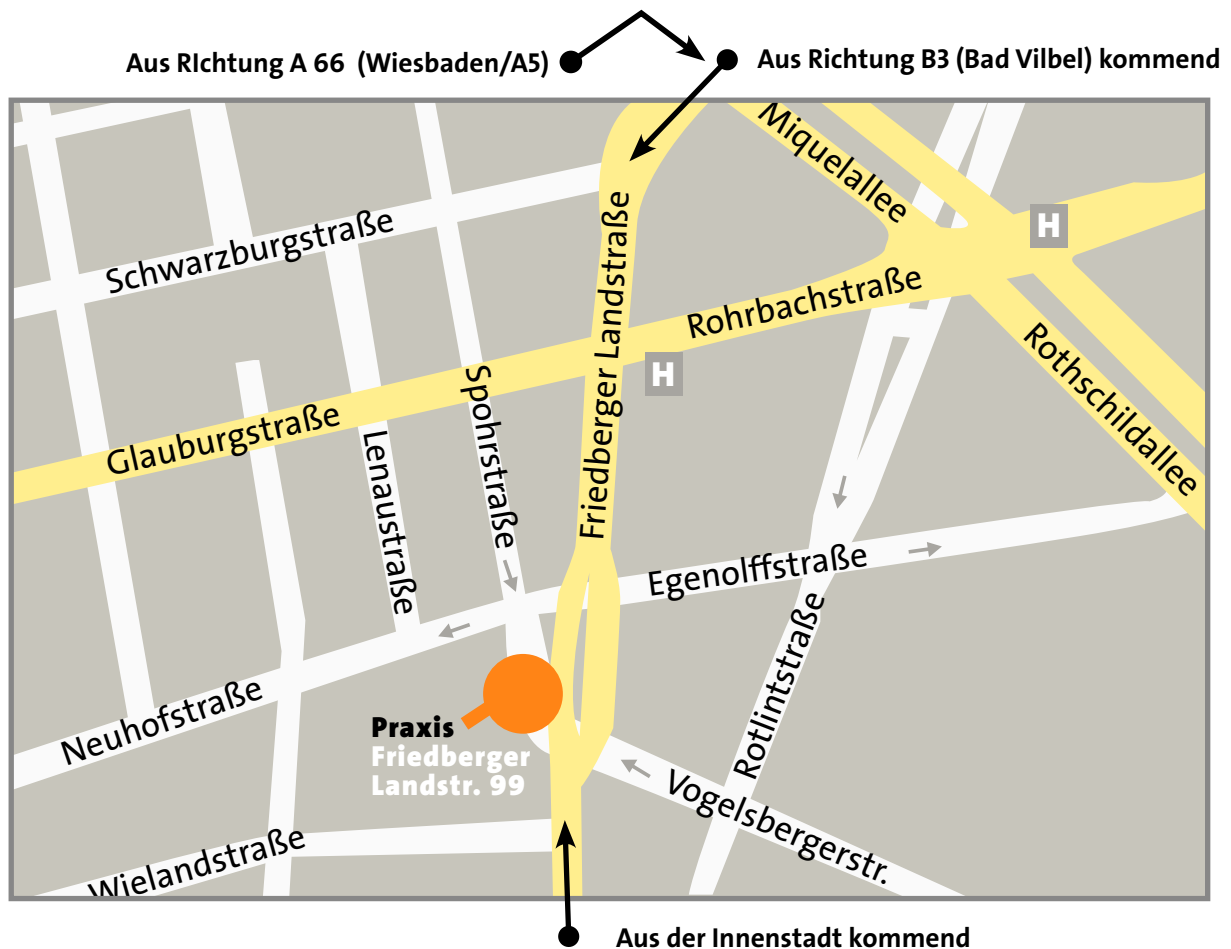 Aus RIchtung A 66 (Wiesbaden/A5)
Aus Richtung B3 (Bad Vilbel) kommend
Miquelallee
Schwarzburgstraße
H
Friedberger Landstraße
Rohrbachstraße
H
Rothschildallee
Spohrstraße
Glauburgstraße
Lenaustraße
Egenolffstraße
Rotlintstraße
Neuhofstraße
Praxis
Friedberger
Landstr. 99
Vogelsbergerstr.
Wielandstraße
Aus der Innenstadt kommend